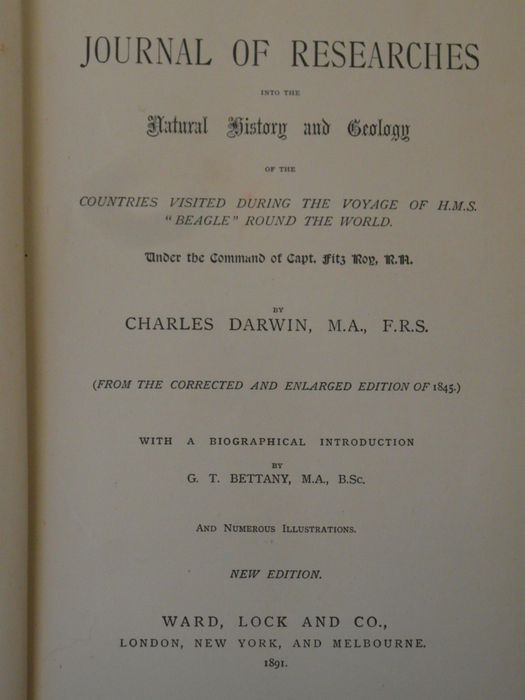 JOURNAL OF RESEARCHES
INTO THE
Natural History and Geology
OF THE
COUNTRIES VISITED DURING THE VOYAGE OF H.M.S.
"BEAGLE" ROUND THE WORLD.
Under the Command of Capt. Fitz Roy, R.N.
BY
CHARLES DARWIN, M.A., F.R.S.
(FROM THE CORRECTED AND ENLARGED EDITION OF 1845.)
WITH A BIOGRAPHICAL INTRODUCTION
BY
G. T. BETTANY, M.A., B.Sc.
AND NUMEROUS ILLUSTRATIONS.
NEW EDITION.
WARD, LOCK AND CO.,
LONDON, NEW YORK, AND MELBOURNE.
1891.